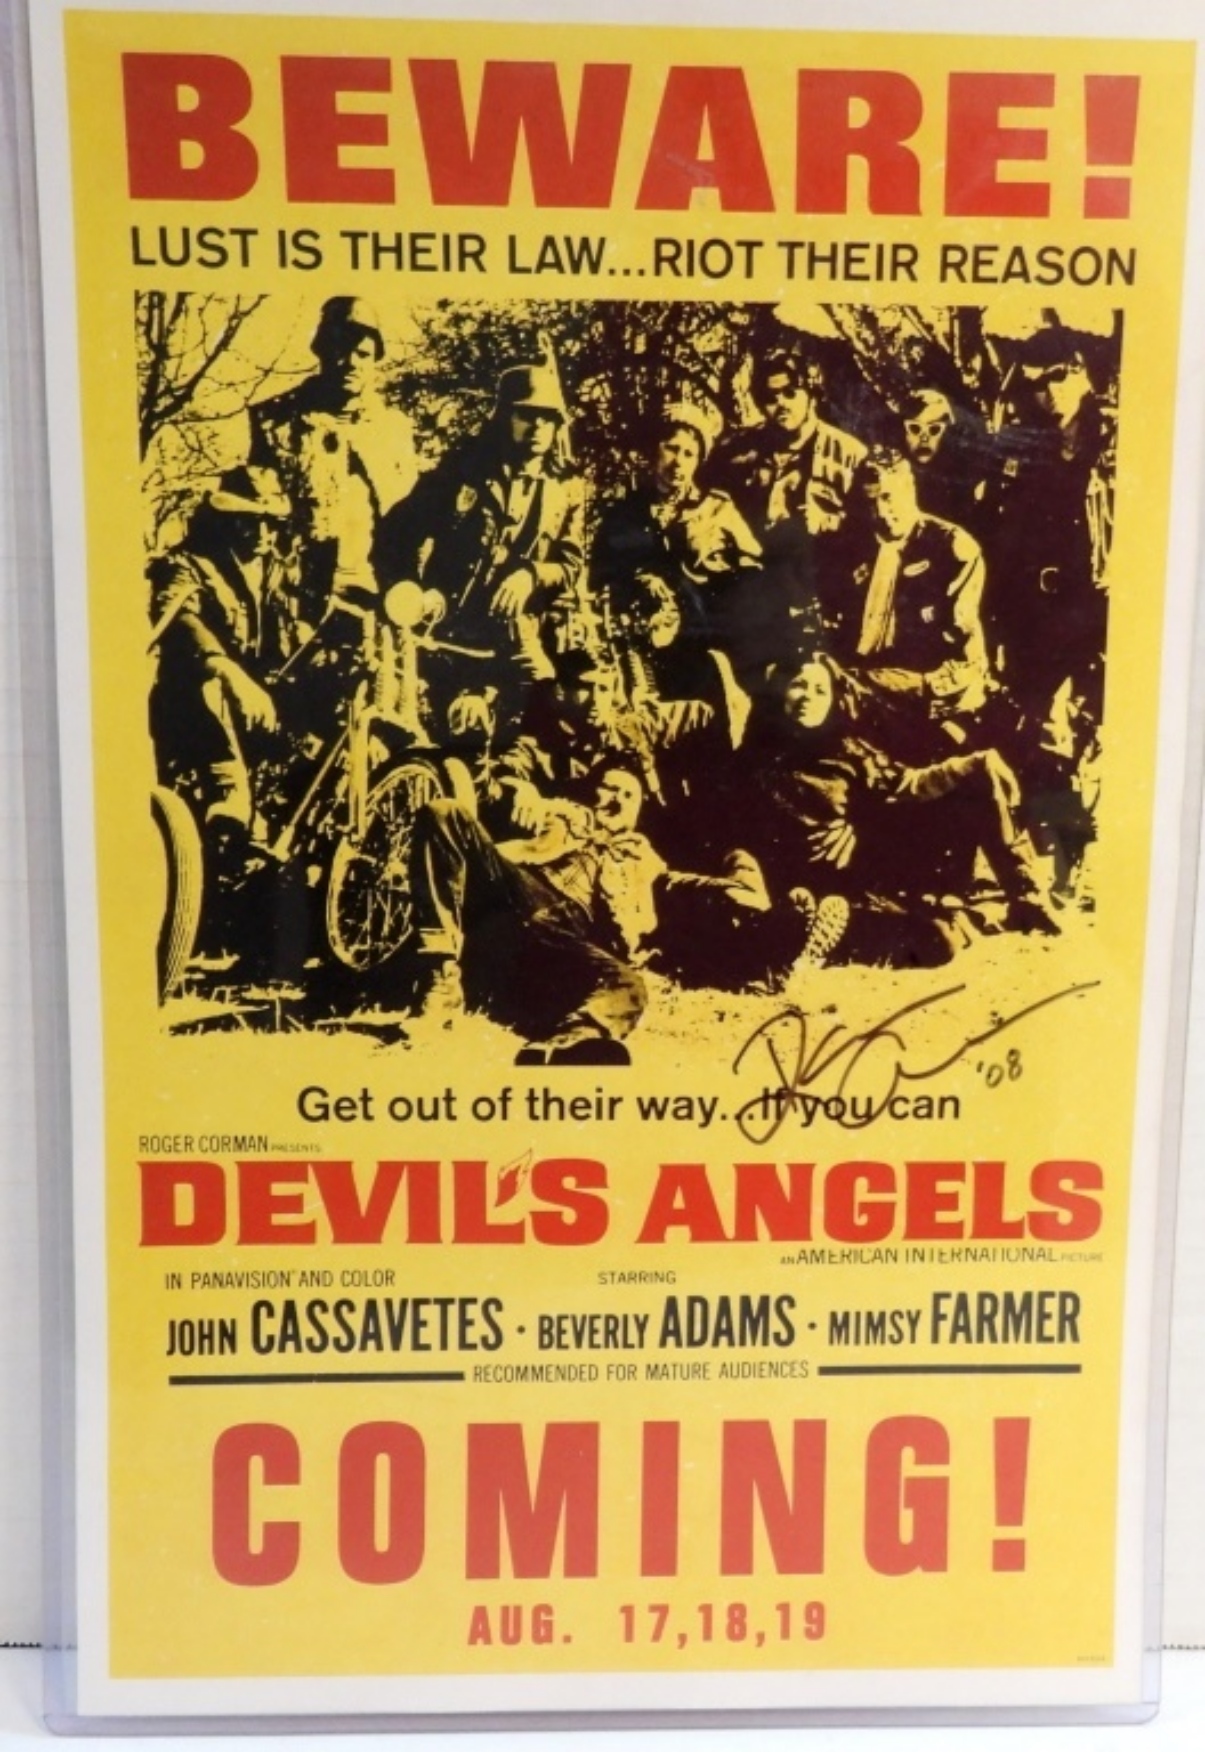 BEWARE!
LUST IS THEIR LAW...RIOT THEIR REASON
'08
Get out of their way...If you can
ROGER CORMAN PRESENTS
DEVIL'S ANGELS
AN AMERICAN INTERNATIONAL PICTURE
IN PANAVISION AND COLOR
STARRING
JOHN CASSAVETES · BEVERLY ADAMS · MIMSY FARMER
RECOMMENDED FOR MATURE AUDIENCES
COMING!
AUG. 17,18,19